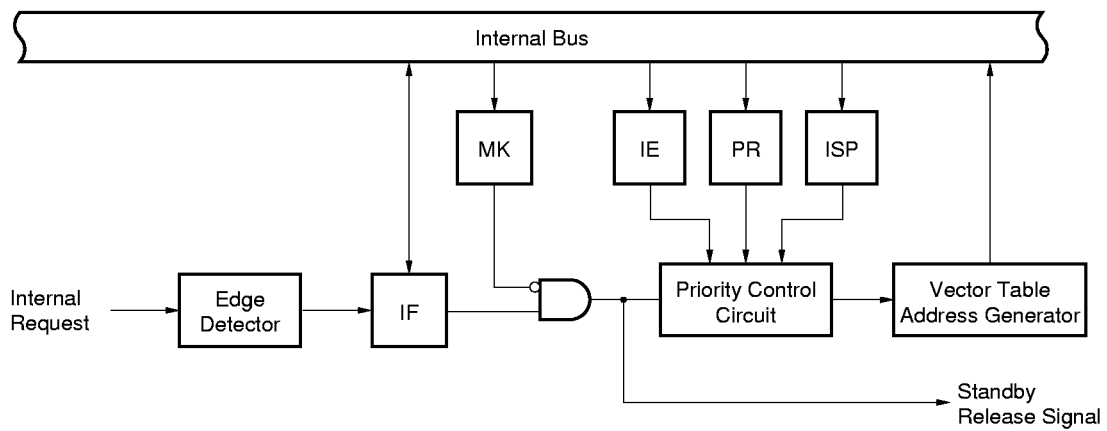 Internal Bus
MK
IE
PR
ISP
Internal
Request
Edge
Detector
IF
Priority Control
Circuit
Vector Table
Address Generator
Standby
Release Signal